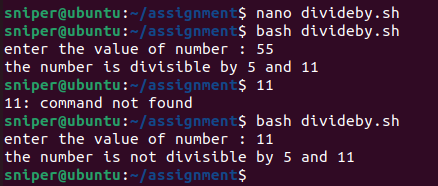 sniper@ubuntu:~/assignment$ nano divideby.sh
sniper@ubuntu:~/assignment$ bash divideby.sh
enter the value of number : 55
the number is divisible by 5 and 11
sniper@ubuntu:~/assignment$ 11
11: command not found
sniper@ubuntu:~/assignment$ bash divideby.sh
enter the value of number : 11
the number is not divisible by 5 and 11
sniper@ubuntu:~/assignment$